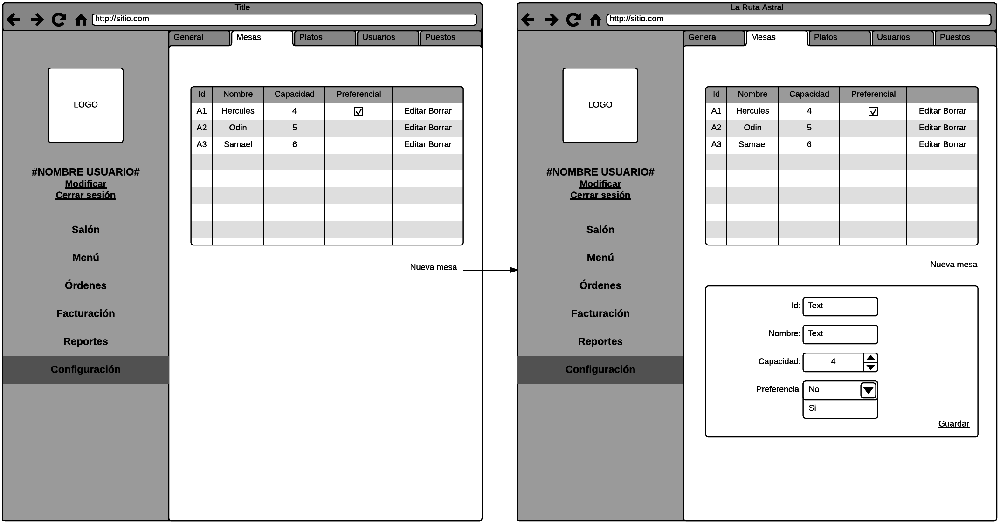 Title
http://sitio.com
General Mesas Platos Usuarios Puestos
LOGO
#NOMBRE USUARIO#
Modificar
Cerrar sesión
Salón
Menú
Órdenes
Facturación
Reportes
Configuración
Id Nombre Capacidad Preferencial
A1 Hercules 4 Editar Borrar
A2 Odin 5 Editar Borrar
A3 Samael 6 Editar Borrar
Nueva mesa
La Ruta Astral
http://sitio.com
General Mesas Platos Usuarios Puestos
LOGO
#NOMBRE USUARIO#
Modificar
Cerrar sesión
Salón
Menú
Órdenes
Facturación
Reportes
Configuración
Id Nombre Capacidad Preferencial
A1 Hercules 4 Editar Borrar
A2 Odin 5 Editar Borrar
A3 Samael 6 Editar Borrar
Nueva mesa
Id: Text
Nombre: Text
Capacidad: 4
Preferencial No
Si
Guardar